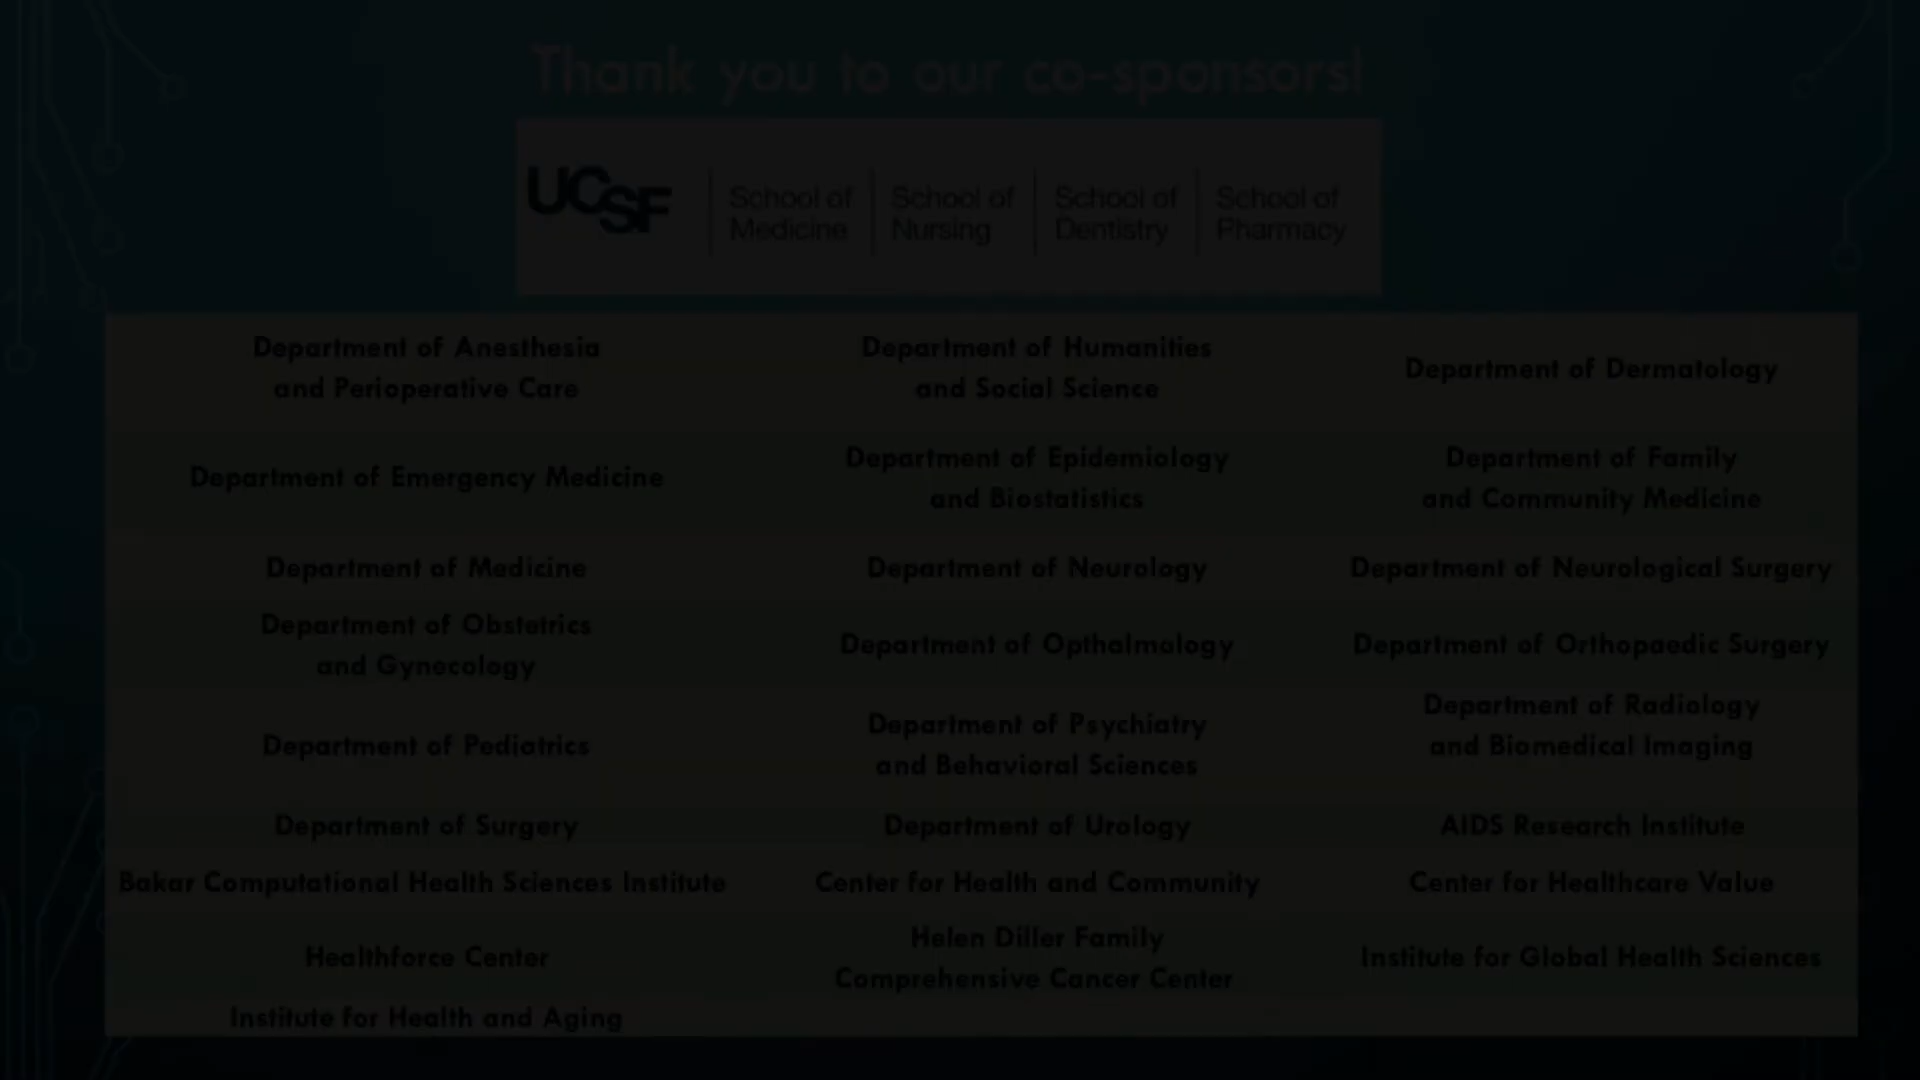 Thank you to our co-sponsors!
UCSF
School of
Medicine
School of
Nursing
School of
Dentistry
School of
Pharmacy
Department of Anesthesia
and Perioperative Care
Department of Humanities
and Social Science
Department of Dermatology
Department of Emergency Medicine
Department of Epidemiology
and Biostatistics
Department of Family
and Community Medicine
Department of Medicine
Department of Neurology
Department of Neurological Surgery
Department of Obstetrics
and Gynecology
Department of Opthalmology
Department of Orthopaedic Surgery
Department of Pediatrics
Department of Psychiatry
and Behavioral Sciences
Department of Radiology
and Biomedical Imaging
Department of Surgery
Department of Urology
AIDS Research Institute
Bakar Computational Health Sciences Institute
Center for Health and Community
Center for Healthcare Value
Healthforce Center
Helen Diller Family
Comprehensive Cancer Center
Institute for Global Health Sciences
Institute for Health and Aging